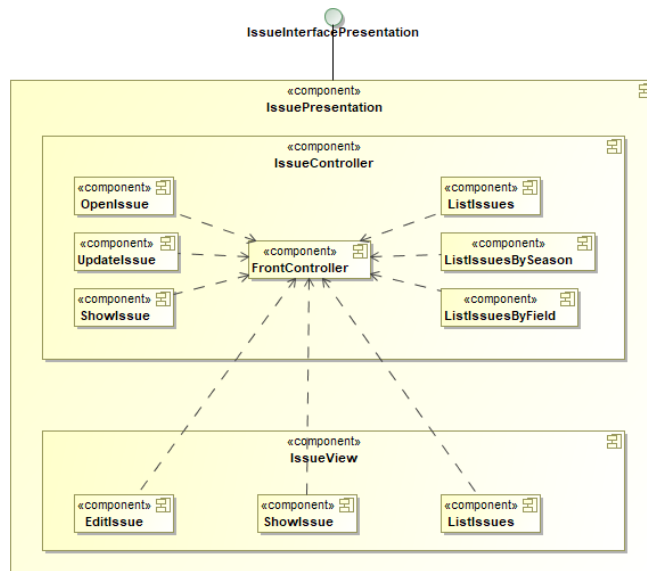 IssueInterfacePresentation
«component»
IssuePresentation
«component»
IssueController
«component»
OpenIssue
«component»
ListIssues
«component»
UpdateIssue
«component»
FrontController
«component»
ListIssuesBySeason
«component»
ShowIssue
«component»
ListIssuesByField
«component»
IssueView
«component»
EditIssue
«component»
ShowIssue
«component»
ListIssues